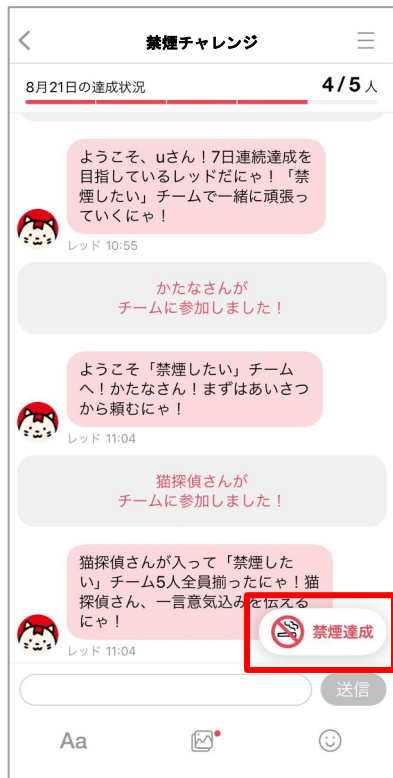 禁煙チャレンジ
8月21日の達成状況
4/5人
ようこそ、uさん！7日連続達成を
目指しているレッドだにゃ！「禁
煙したい」チームで一緒に頑張っ
ていくにゃ！
レッド 10:55
かたなさんが
チームに参加しました！
ようこそ「禁煙したい」チーム
へ！かたなさん！まずはあいさつ
から頼むにゃ！
レッド 11:04
猫探偵さんが
チームに参加しました！
猫探偵さんが入って「禁煙した
い」チーム5人全員揃ったにゃ！猫
探偵さん、一言意気込みを伝える
にゃ！
禁煙達成
レッド 11:04
送信
Aa